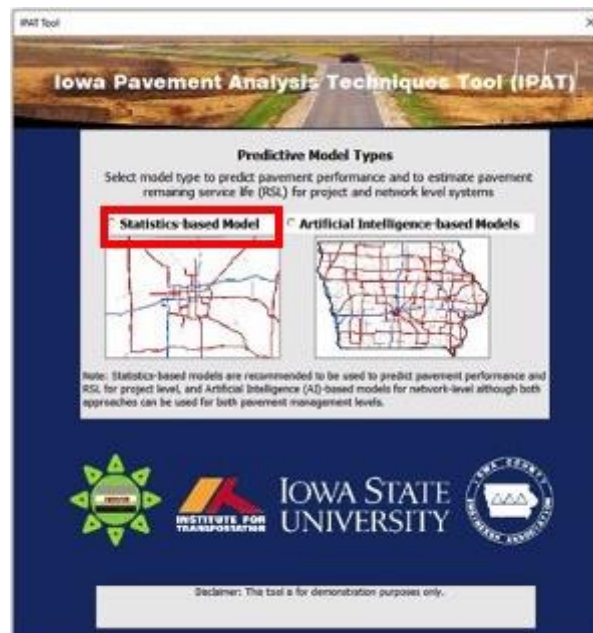 IPAT Tool
Iowa Pavement Analysis Techniques Tool (IPAT)
Predictive Model Types
Select model type to predict pavement performance and to estimate pavement
remaining service life (RSL) for project and network level systems
Statistics-based Model
Artificial Intelligence-based Models
Note: Statistics-based models are recommended to be used to predict pavement performance and
RSL for project level, and Artificial Intelligence (AI)-based models for network-level although both
approaches can be used for both pavement management levels.
INSTITUTE FOR
TRANSPORTATION
IOWA STATE
UNIVERSITY
IOWA COUNTY
ENGINEERS ASSOCIATION
Disclaimer: This tool is for demonstration purposes only.